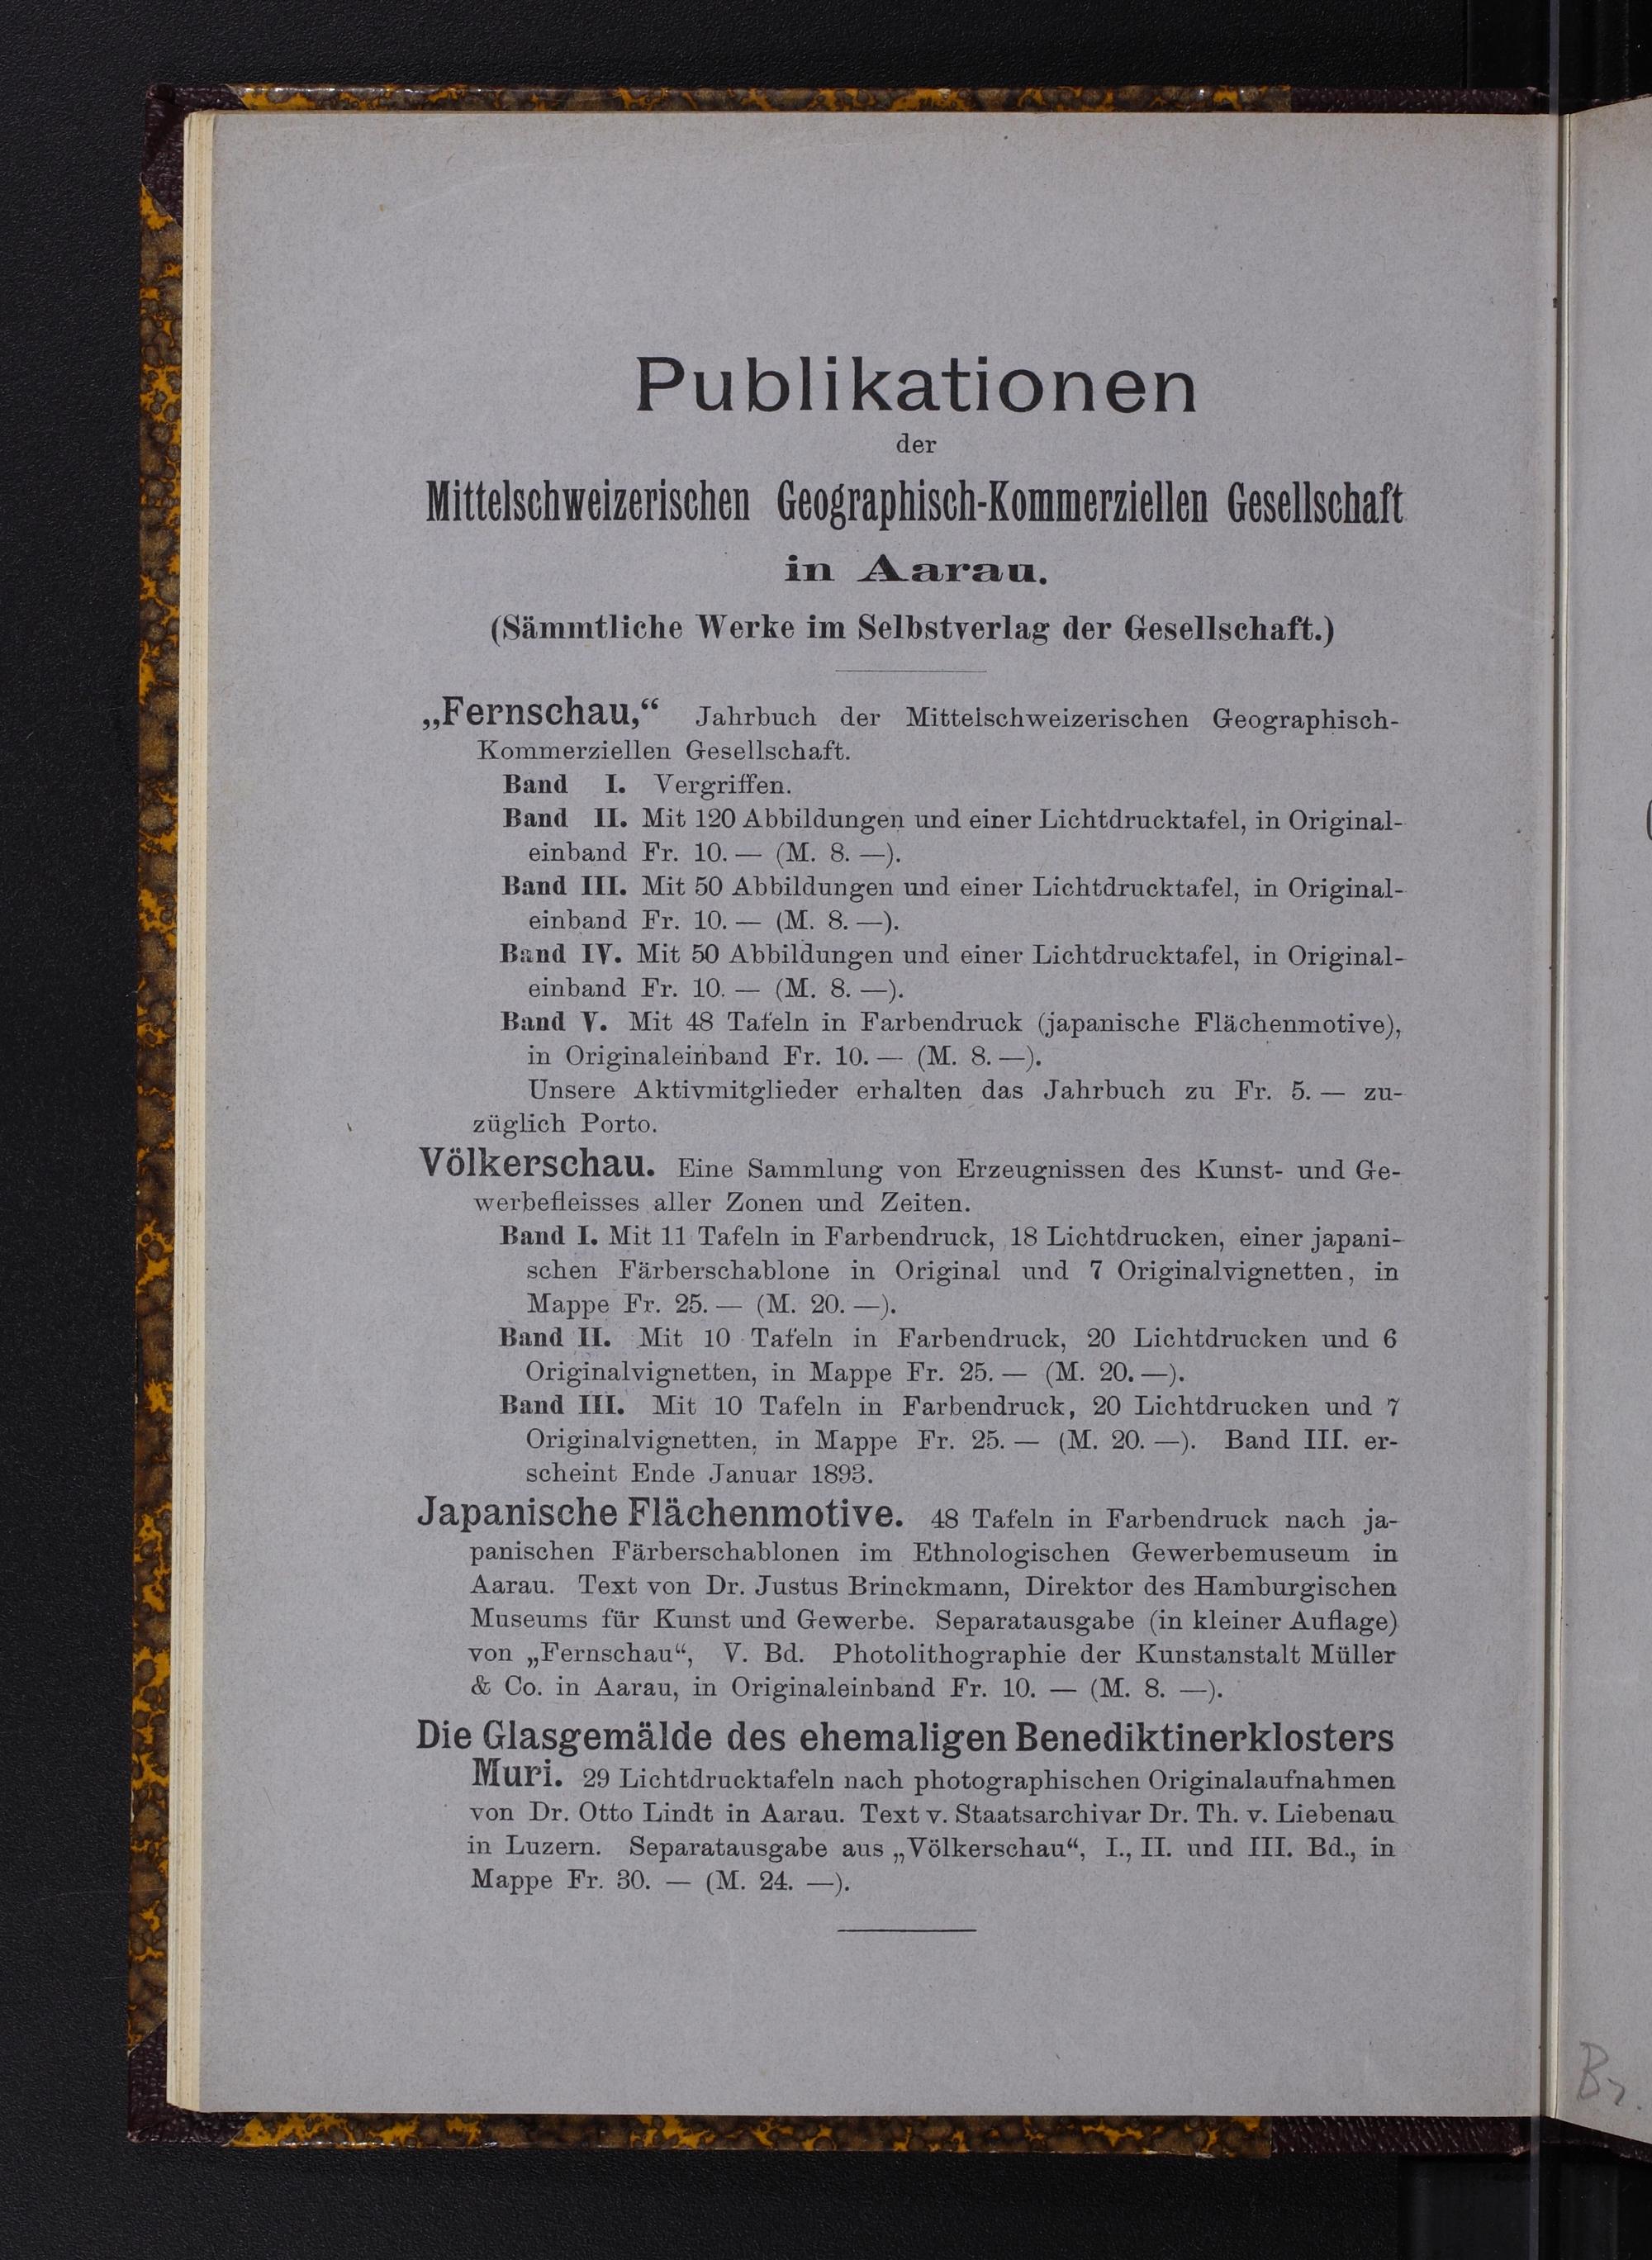 Publikationen
der
Mittelschweizerischen Geographisch-Kommerziellen Gesellschaft
in Aarau.
(Sämmtliche Werke im Selbstverlag der Gesellschaft.)
„Fernschau,“ Jahrbuch der Mittelschweizerischen Geographisch-
Kommerziellen Gesellschaft.
Band I. Vergriffen.
Band II. Mit 120 Abbildungen und einer Lichtdrucktafel, in Original-
einband Fr. 10. — (M. 8. —).
Band III. Mit 50 Abbildungen und einer Lichtdrucktafel, in Original-
einband Fr. 10. — (M. 8. —).
Band IV. Mit 50 Abbildungen und einer Lichtdrucktafel, in Original-
einband Fr. 10. — (M. 8. —).
Band V. Mit 48 Tafeln in Farbendruck (japanische Flächenmotive),
in Originaleinband Fr. 10. — (M. 8. —).
Unsere Aktivmitglieder erhalten das Jahrbuch zu Fr. 5. — zu-
züglich Porto.
Völkerschau. Eine Sammlung von Erzeugnissen des Kunst- und Ge-
werbefleisses aller Zonen und Zeiten.
Band I. Mit 11 Tafeln in Farbendruck, 18 Lichtdrucken, einer japani-
schen Färberschablone in Original und 7 Originalvignetten, in
Mappe Fr. 25. — (M. 20. —).
Band II. Mit 10 Tafeln in Farbendruck, 20 Lichtdrucken und 6
Originalvignetten, in Mappe Fr. 25. — (M. 20. —).
Band III. Mit 10 Tafeln in Farbendruck, 20 Lichtdrucken und 7
Originalvignetten, in Mappe Fr. 25. — (M. 20. —). Band III. er-
scheint Ende Januar 1893.
Japanische Flächenmotive. 48 Tafeln in Farbendruck nach ja-
panischen Färberschablonen im Ethnologischen Gewerbemuseum in
Aarau. Text von Dr. Justus Brinckmann, Direktor des Hamburgischen
Museums für Kunst und Gewerbe. Separatausgabe (in kleiner Auflage)
von „Fernschau“, V. Bd. Photolithographie der Kunstanstalt Müller
& Co. in Aarau, in Originaleinband Fr. 10. — (M. 8. —).
Die Glasgemälde des ehemaligen Benediktinerklosters
Muri. 29 Lichtdrucktafeln nach photographischen Originalaufnahmen
von Dr. Otto Lindt in Aarau. Text v. Staatsarchivar Dr. Th. v. Liebenau
in Luzern. Separatausgabe aus „Völkerschau“, I., II. und III. Bd., in
Mappe Fr. 30. — (M. 24. —).